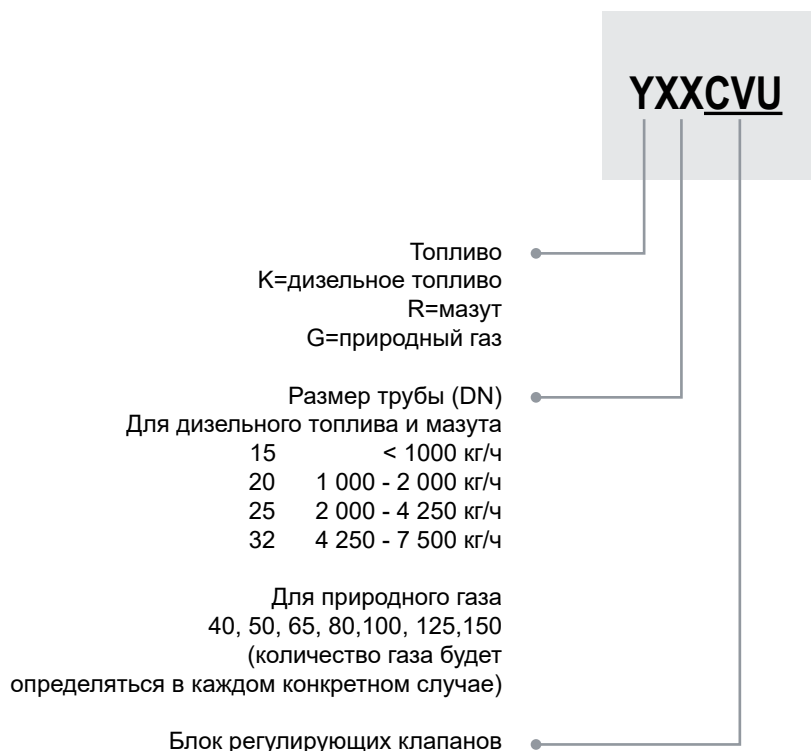 YXXCVU
Топливо
K=дизельное топливо
R=мазут
G=природный газ
Размер трубы (DN)
Для дизельного топлива и мазута
15 < 1000 кг/ч
20 1 000 - 2 000 кг/ч
25 2 000 - 4 250 кг/ч
32 4 250 - 7 500 кг/ч
Для природного газа
40, 50, 65, 80,100, 125,150
(количество газа будет
определяться в каждом конкретном случае)
Блок регулирующих клапанов